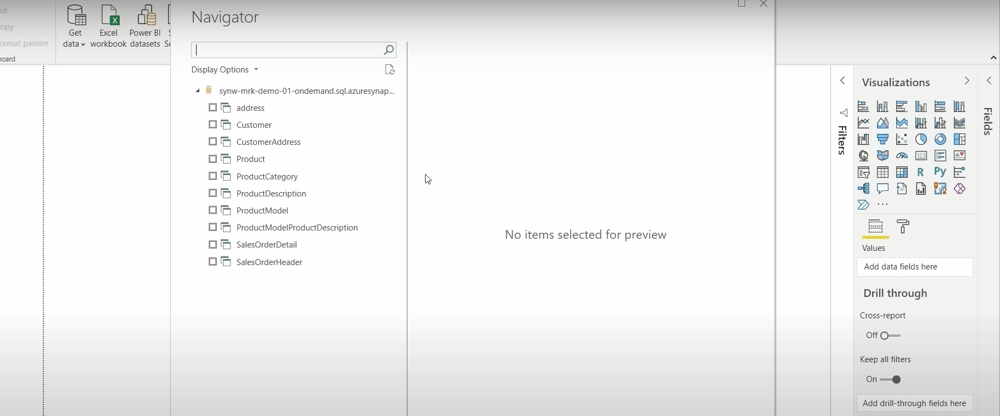 ut
opy
ormat painter
board
Get
data
Excel
workbook
Power BI
datasets
Navigator
Display Options
synw-mrk-demo-01-ondemand.sql.azuresynap...
address
Customer
CustomerAddress
Product
ProductCategory
ProductDescription
ProductModel
ProductModelProductDescription
SalesOrderDetail
SalesOrderHeader
No items selected for preview
Filters
Visualizations
123
R
Py
...
Values
Add data fields here
Drill through
Cross-report
Off
Keep all filters
On
Add drill-through fields here
Fields